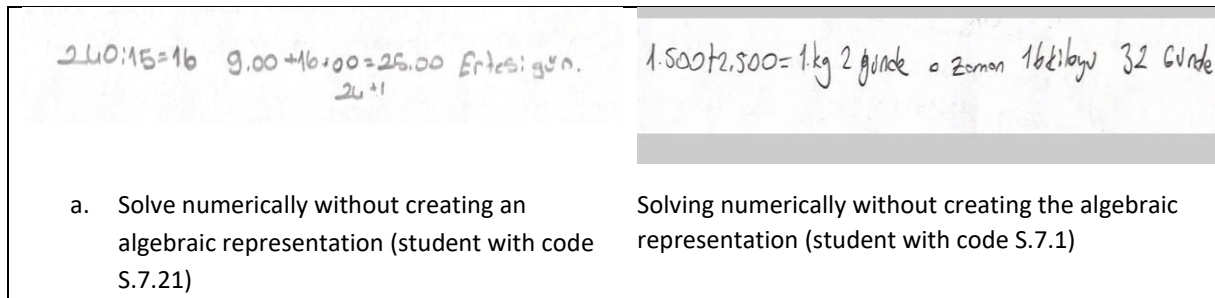 240:15=16 9.00+16:00=25.00 Ertesi gün.
24+1
1.500+2.500= 1.kg 2 günde o zaman 16kiloyu 32 Günde
a. Solve numerically without creating an
algebraic representation (student with code
S.7.21)
Solving numerically without creating the algebraic
representation (student with code S.7.1)